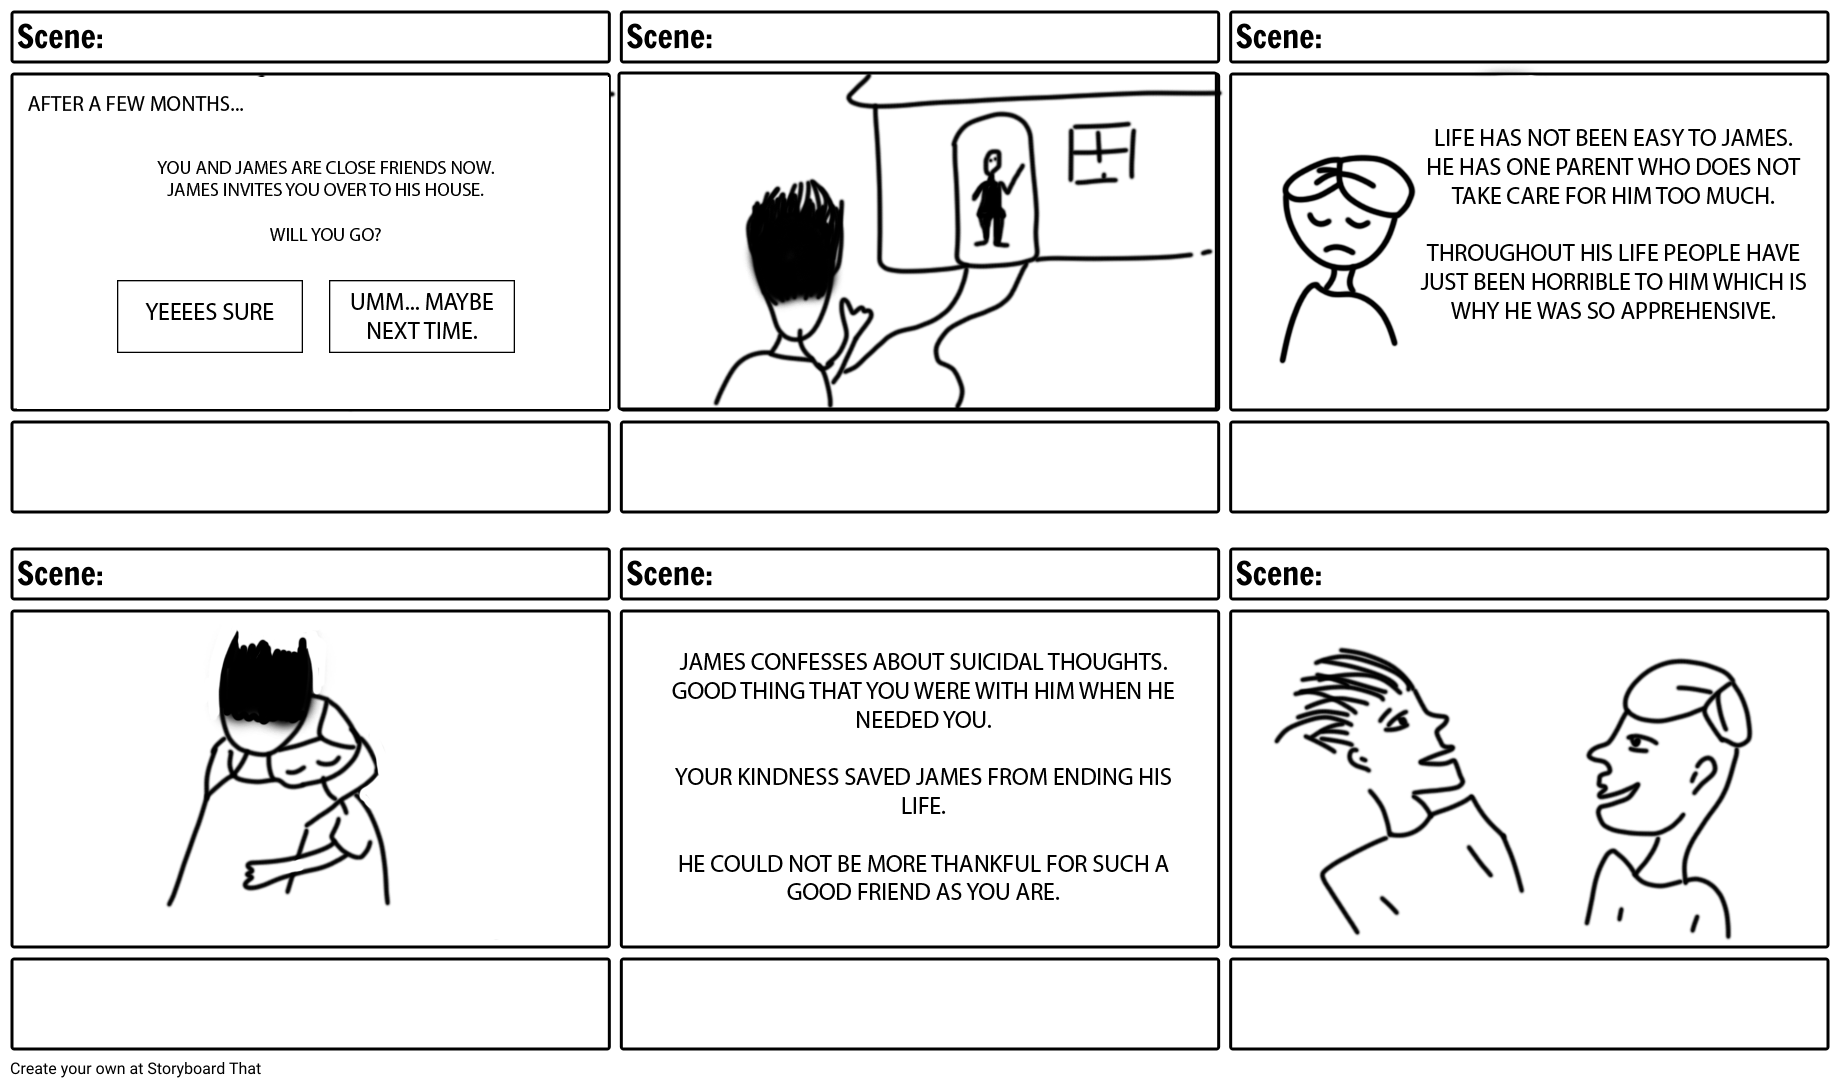 Scene:
Scene:
Scene:
AFTER A FEW MONTHS...
YOU AND JAMES ARE CLOSE FRIENDS NOW.
JAMES INVITES YOU OVER TO HIS HOUSE.
WILL YOU GO?
YEEEES SURE
UMM... MAYBE
NEXT TIME.
LIFE HAS NOT BEEN EASY TO JAMES.
HE HAS ONE PARENT WHO DOES NOT
TAKE CARE FOR HIM TOO MUCH.
THROUGHOUT HIS LIFE PEOPLE HAVE
JUST BEEN HORRIBLE TO HIM WHICH IS
WHY HE WAS SO APPREHENSIVE.
Scene:
Scene:
Scene:
JAMES CONFESSES ABOUT SUICIDAL THOUGHTS.
GOOD THING THAT YOU WERE WITH HIM WHEN HE
NEEDED YOU.
YOUR KINDNESS SAVED JAMES FROM ENDING HIS
LIFE.
HE COULD NOT BE MORE THANKFUL FOR SUCH A
GOOD FRIEND AS YOU ARE.
Create your own at Storyboard That